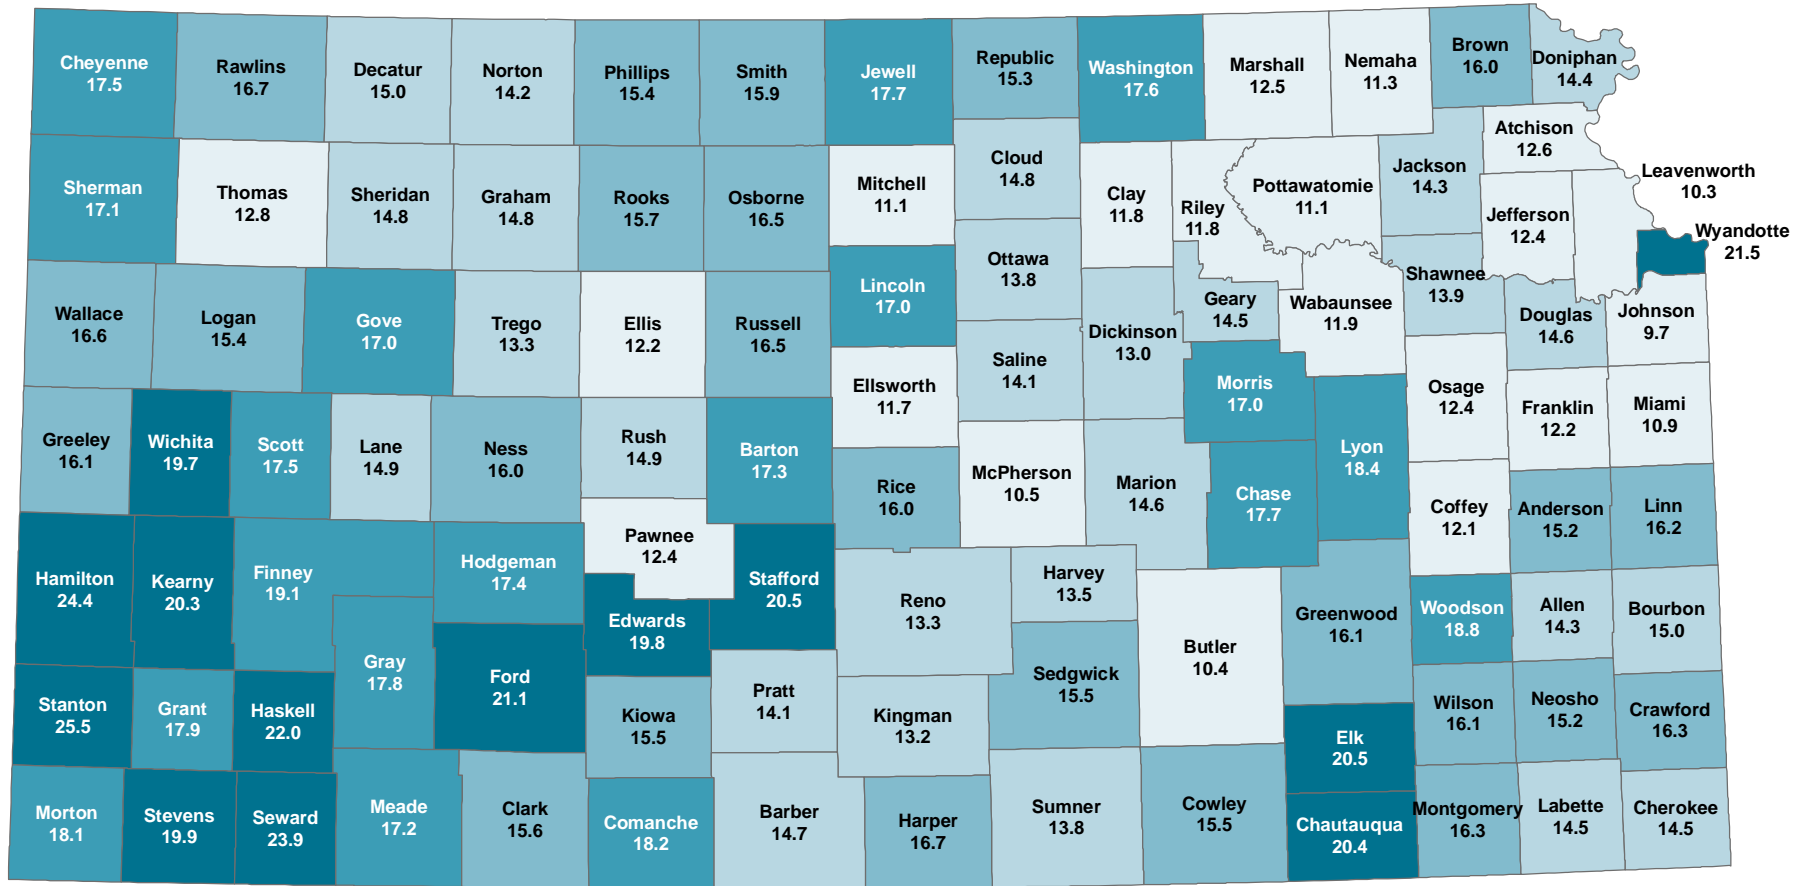 Cheyenne
17.5
Rawlins
16.7
Decatur
15.0
Norton
14.2
Phillips
15.4
Smith
15.9
Jewell
17.7
Republic
15.3
Washington
17.6
Marshall
12.5
Nemaha
11.3
Brown
16.0
Doniphan
14.4
Sherman
17.1
Thomas
12.8
Sheridan
14.8
Graham
14.8
Rooks
15.7
Osborne
16.5
Mitchell
11.1
Cloud
14.8
Clay
11.8
Riley
11.8
Pottawatomie
11.1
Jackson
14.3
Atchison
12.6
Jefferson
12.4
Leavenworth
10.3
Wyandotte
21.5
Wallace
16.6
Logan
15.4
Gove
17.0
Trego
13.3
Ellis
12.2
Russell
16.5
Lincoln
17.0
Ottawa
13.8
Dickinson
13.0
Geary
14.5
Wabaunsee
11.9
Shawnee
13.9
Douglas
14.6
Johnson
9.7
Ellsworth
11.7
Saline
14.1
Morris
17.0
Osage
12.4
Franklin
12.2
Miami
10.9
Greeley
16.1
Wichita
19.7
Scott
17.5
Lane
14.9
Ness
16.0
Rush
14.9
Barton
17.3
Rice
16.0
McPherson
10.5
Marion
14.6
Chase
17.7
Lyon
18.4
Coffey
12.1
Anderson
15.2
Linn
16.2
Hamilton
24.4
Kearny
20.3
Finney
19.1
Hodgeman
17.4
Pawnee
12.4
Edwards
19.8
Stafford
20.5
Reno
13.3
Harvey
13.5
Butler
10.4
Greenwood
16.1
Woodson
18.8
Allen
14.3
Bourbon
15.0
Stanton
25.5
Grant
17.9
Haskell
22.0
Gray
17.8
Ford
21.1
Kiowa
15.5
Pratt
14.1
Kingman
13.2
Sedgwick
15.5
Elk
20.5
Wilson
16.1
Neosho
15.2
Crawford
16.3
Morton
18.1
Stevens
19.9
Seward
23.9
Meade
17.2
Clark
15.6
Comanche
18.2
Barber
14.7
Harper
16.7
Sumner
13.8
Cowley
15.5
Chautauqua
20.4
Montgomery
16.3
Labette
14.5
Cherokee
14.5